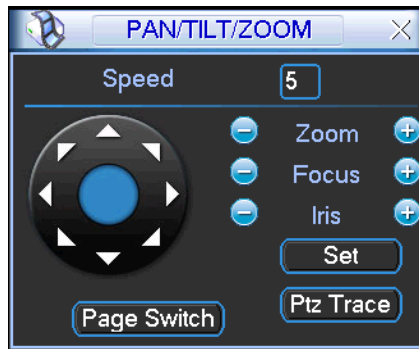 PAN/TILT/ZOOM
Speed 5
Zoom
Focus
Iris
Set
Ptz Trace
Page Switch